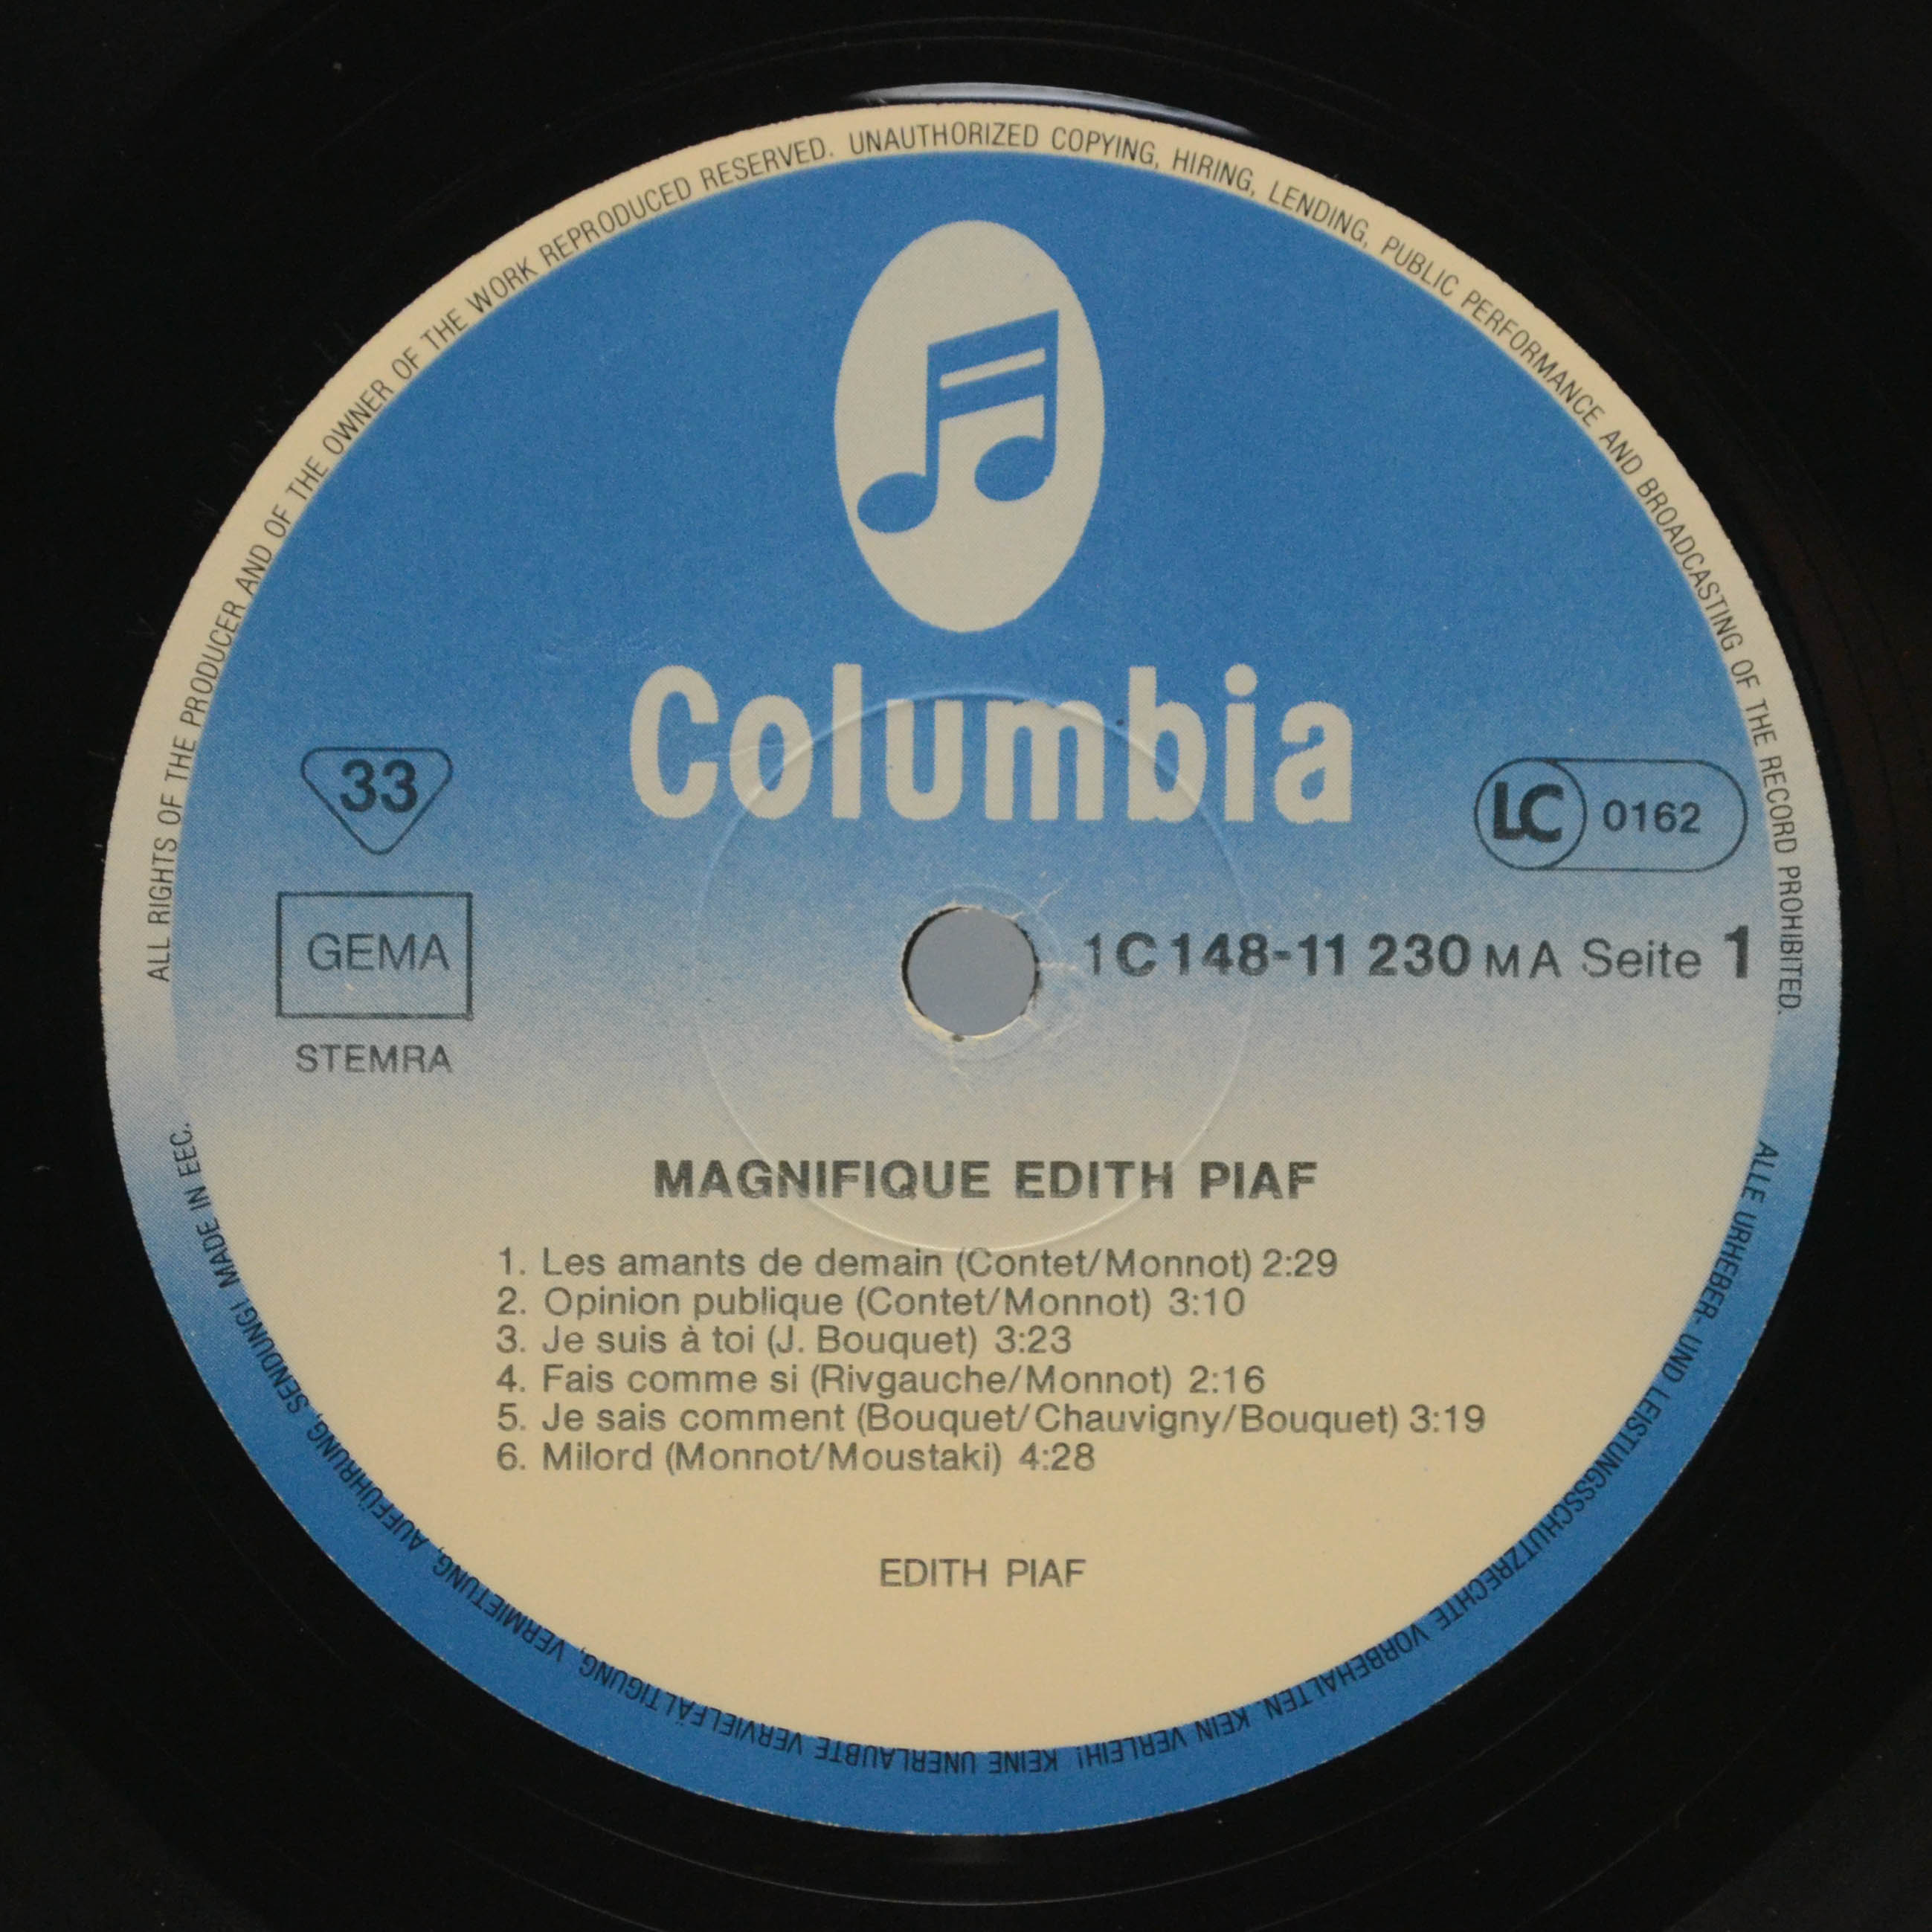 ALL RIGHTS OF THE PRODUCER AND OF THE OWNER OF THE WORK REPRODUCED RESERVED. UNAUTHORIZED COPYING, HIRING, LENDING, PUBLIC PERFORMANCE AND BROADCASTING OF THE RECORD PROHIBITED.
Columbia
33
LC 0162
GEMA
1C 148-11 230 MA Seite 1
STEMRA
MAGNIFIQUE EDITH PIAF
1. Les amants de demain (Contet/Monnot) 2:29
2. Opinion publique (Contet/Monnot) 3:10
3. Je suis à toi (J. Bouquet) 3:23
4. Fais comme si (Rivgauche/Monnot) 2:16
5. Je sais comment (Bouquet/Chauvigny/Bouquet) 3:19
6. Milord (Monnot/Moustaki) 4:28
EDITH PIAF
ALLE URHEBER- UND LEISTUNGSSCHUTZRECHTE VORBEHALTEN. KEIN VERLEIH! KEINE UNERLAUBTE VERVIELFÄLTIGUNG, VERMIETUNG, AUFFÜHRUNG, SENDUNG! MADE IN EEC.